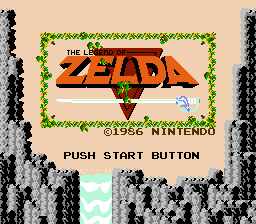 THE LEGEND OF
ZELDA
©1986 NINTENDO
PUSH START BUTTON